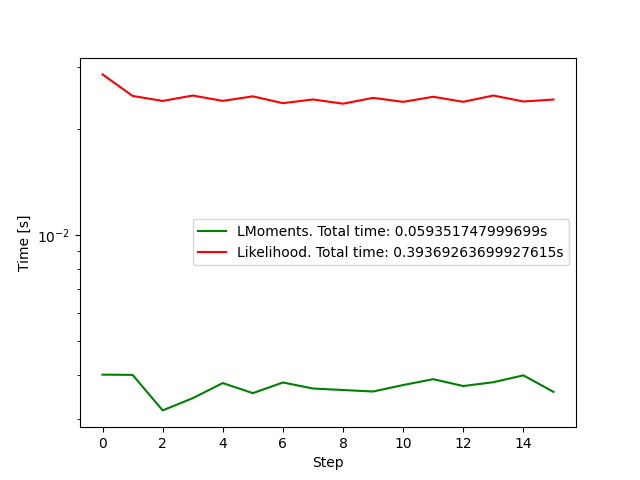 Time [s]
10⁻²
LMoments. Total time: 0.059351747999699s
Likelihood. Total time: 0.39369263699927615s
0 2 4 6 8 10 12 14
Step